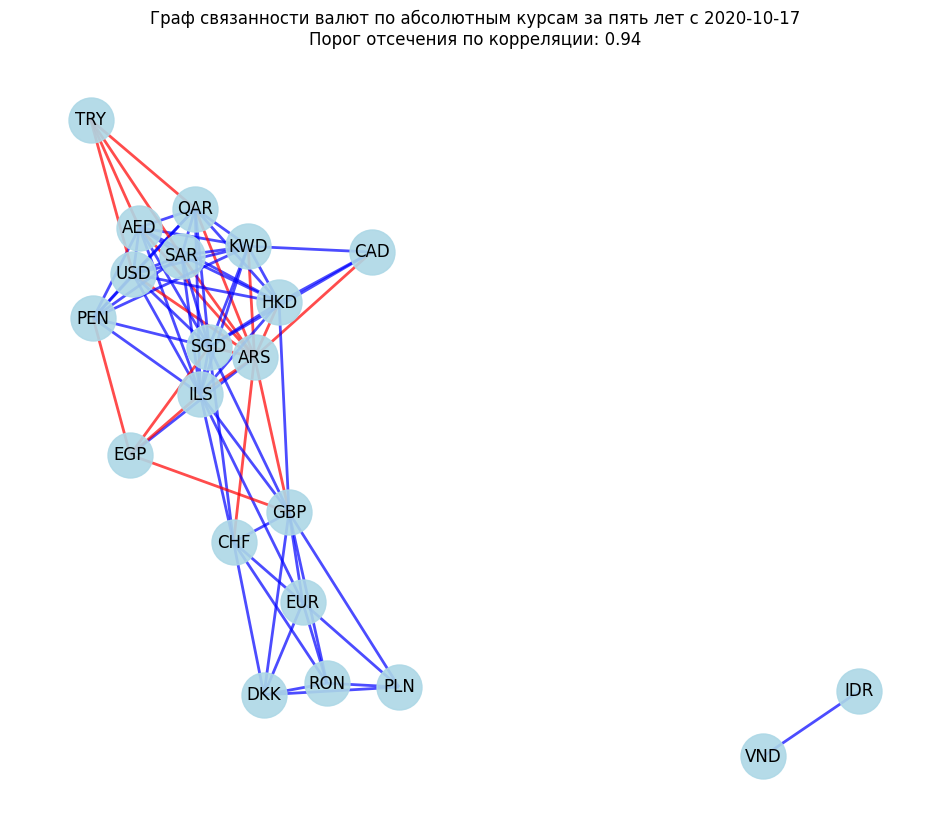 Граф связанности валют по абсолютным курсам за пять лет с 2020-10-17
Порог отсечения по корреляции: 0.94
TRY
QAR
AED
KWD
CAD
SAR
USD
HKD
PEN
SGD
ARS
ILS
EGP
GBP
CHF
EUR
RON
PLN
DKK
IDR
VND